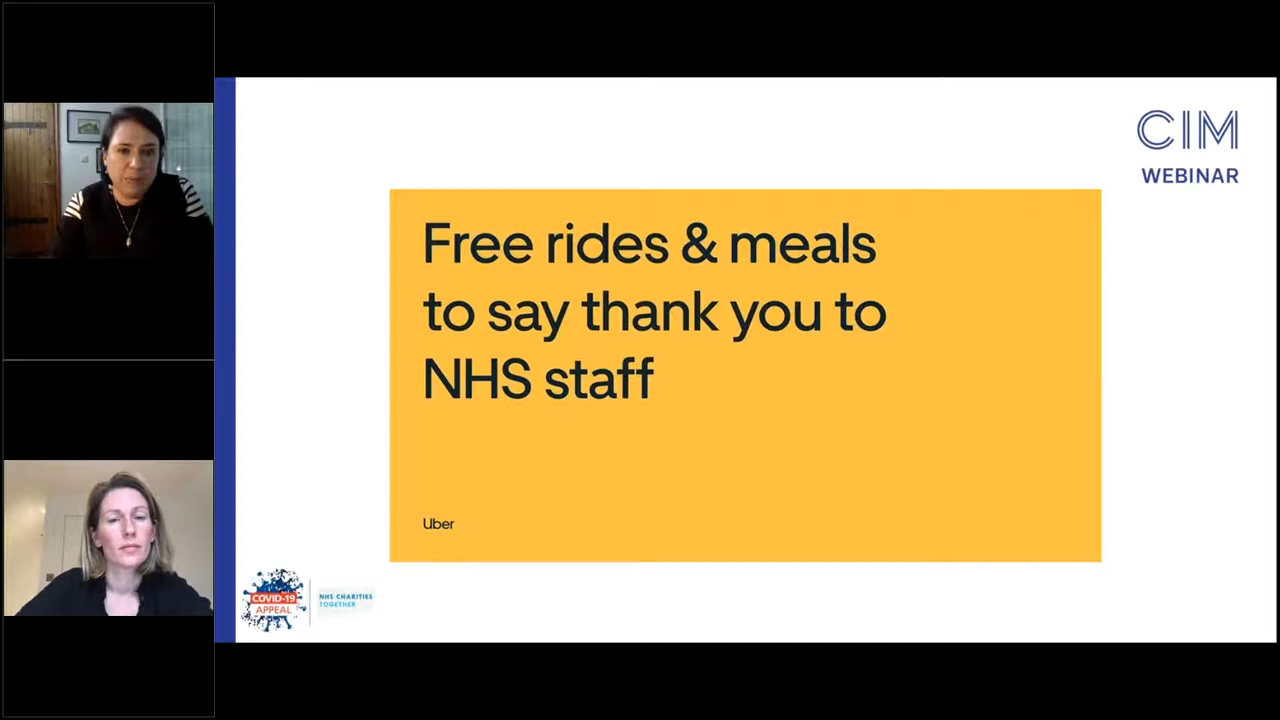 CIM
WEBINAR
Free rides & meals
to say thank you to
NHS staff
Uber
COVID-19
APPEAL
NHS CHARITIES
TOGETHER